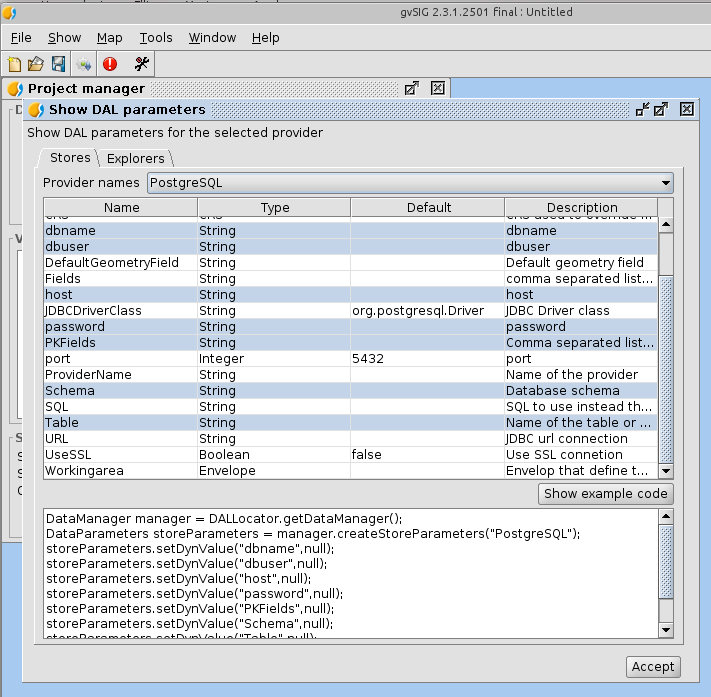 gvSIG 2.3.1.2501 final : Untitled
File Show Map Tools Window Help
Project manager
Show DAL parameters
Show DAL parameters for the selected provider
Stores Explorers
Provider names PostgreSQL
Name Type Default Description
dbname String dbname
dbuser String dbuser
DefaultGeometryField String Default geometry field
Fields String comma separated list...
host String host
JDBCDriverClass String org.postgresql.Driver JDBC Driver class
password String password
PKFields String Comma separated list...
port Integer 5432 port
ProviderName String Name of the provider
Schema String Database schema
SQL String SQL to use instead th...
Table String Name of the table or ...
URL String JDBC url connection
UseSSL Boolean false Use SSL connetion
Workingarea Envelope Envelop that define t...
Show example code
DataManager manager = DALLocator.getDataManager();
DataParameters storeParameters = manager.createStoreParameters("PostgreSQL");
storeParameters.setDynValue("dbname",null);
storeParameters.setDynValue("dbuser",null);
storeParameters.setDynValue("host",null);
storeParameters.setDynValue("password",null);
storeParameters.setDynValue("PKFields",null);
storeParameters.setDynValue("Schema",null);
storeParameters.setDynValue("Table",null);
Accept